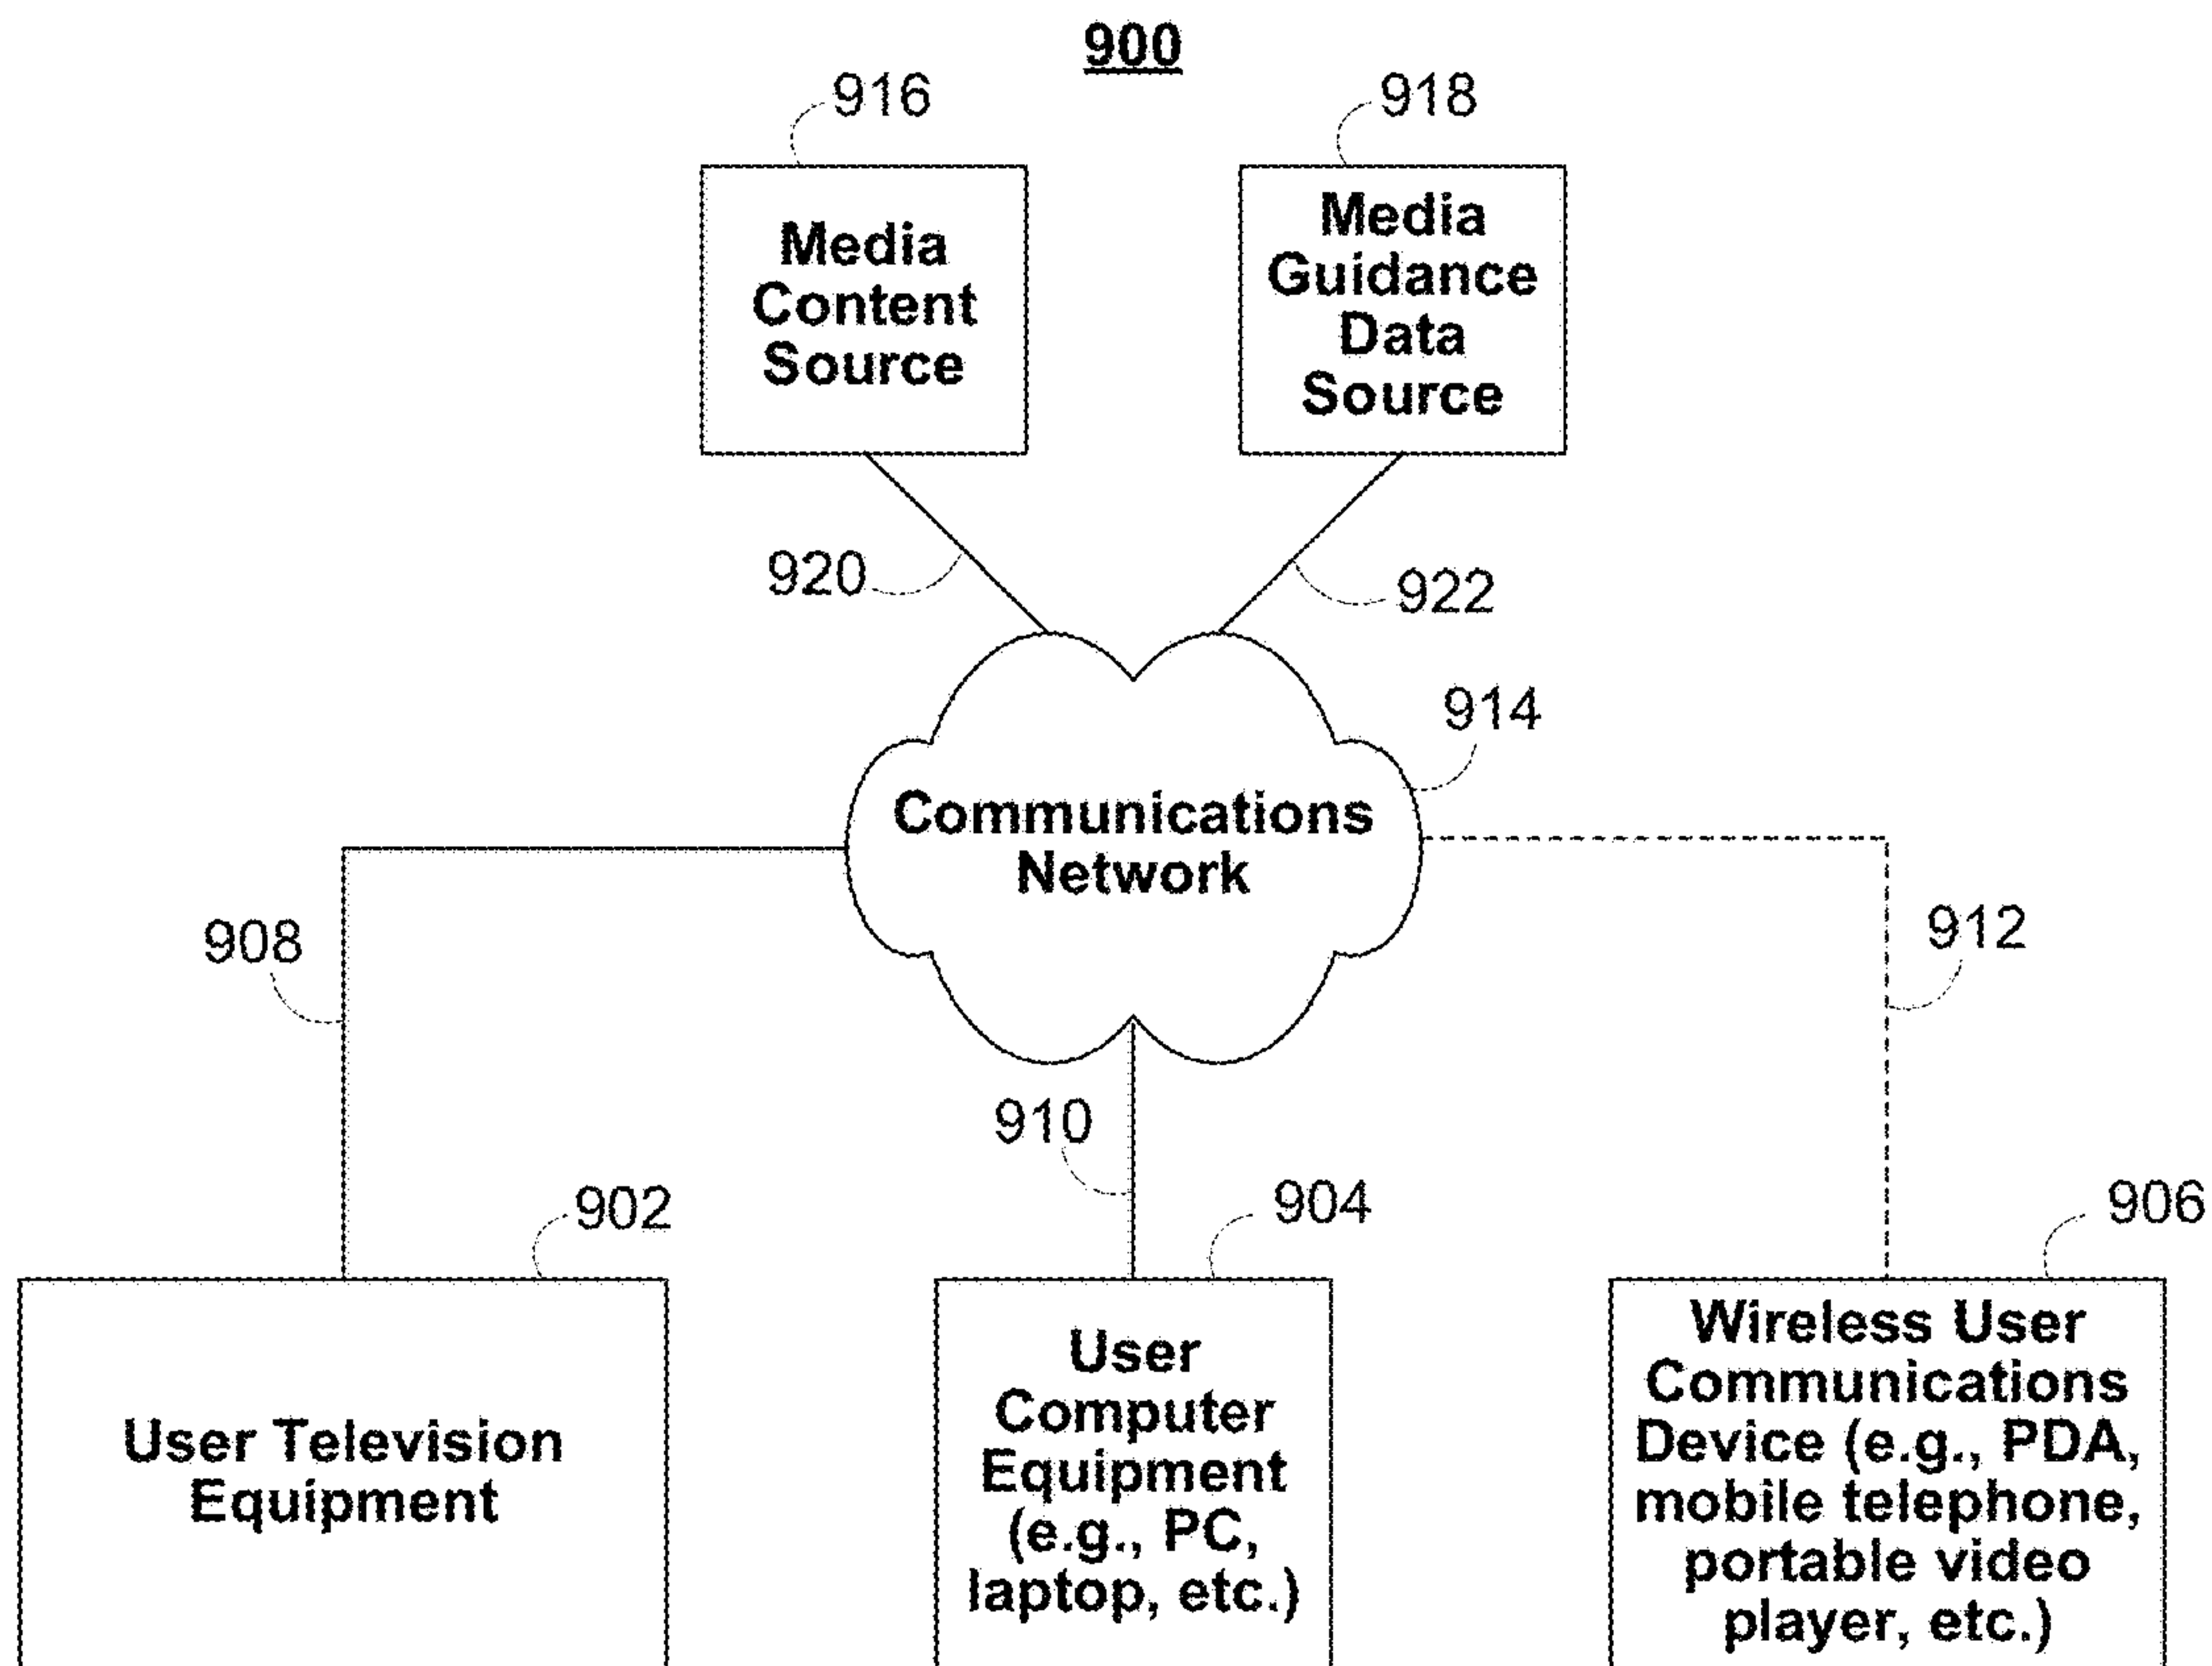 900
916
918
Media
Content
Source
Media
Guidance
Data
Source
920
922
914
Communications
Network
908
912
910
902
904
906
User Television
Equipment
User
Computer
Equipment
(e.g., PC,
laptop, etc.)
Wireless User
Communications
Device (e.g., PDA,
mobile telephone,
portable video
player, etc.)